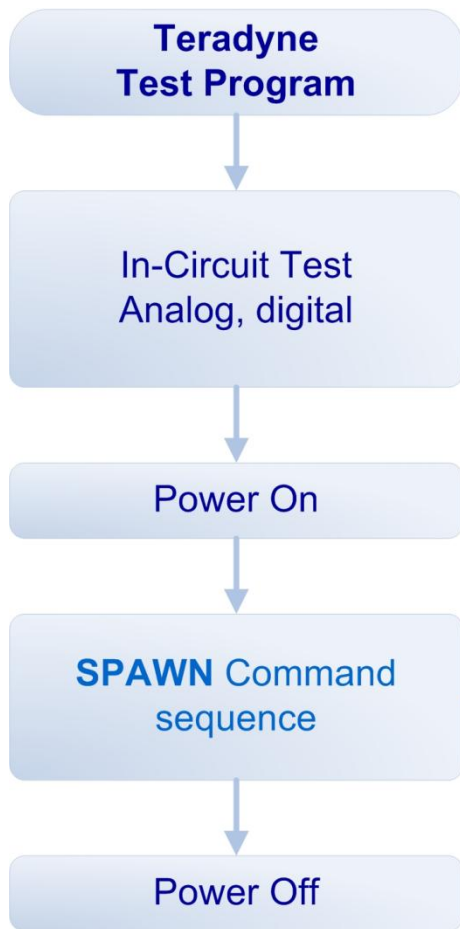 Teradyne
Test Program
In-Circuit Test
Analog, digital
Power On
SPAWN Command
sequence
Power Off